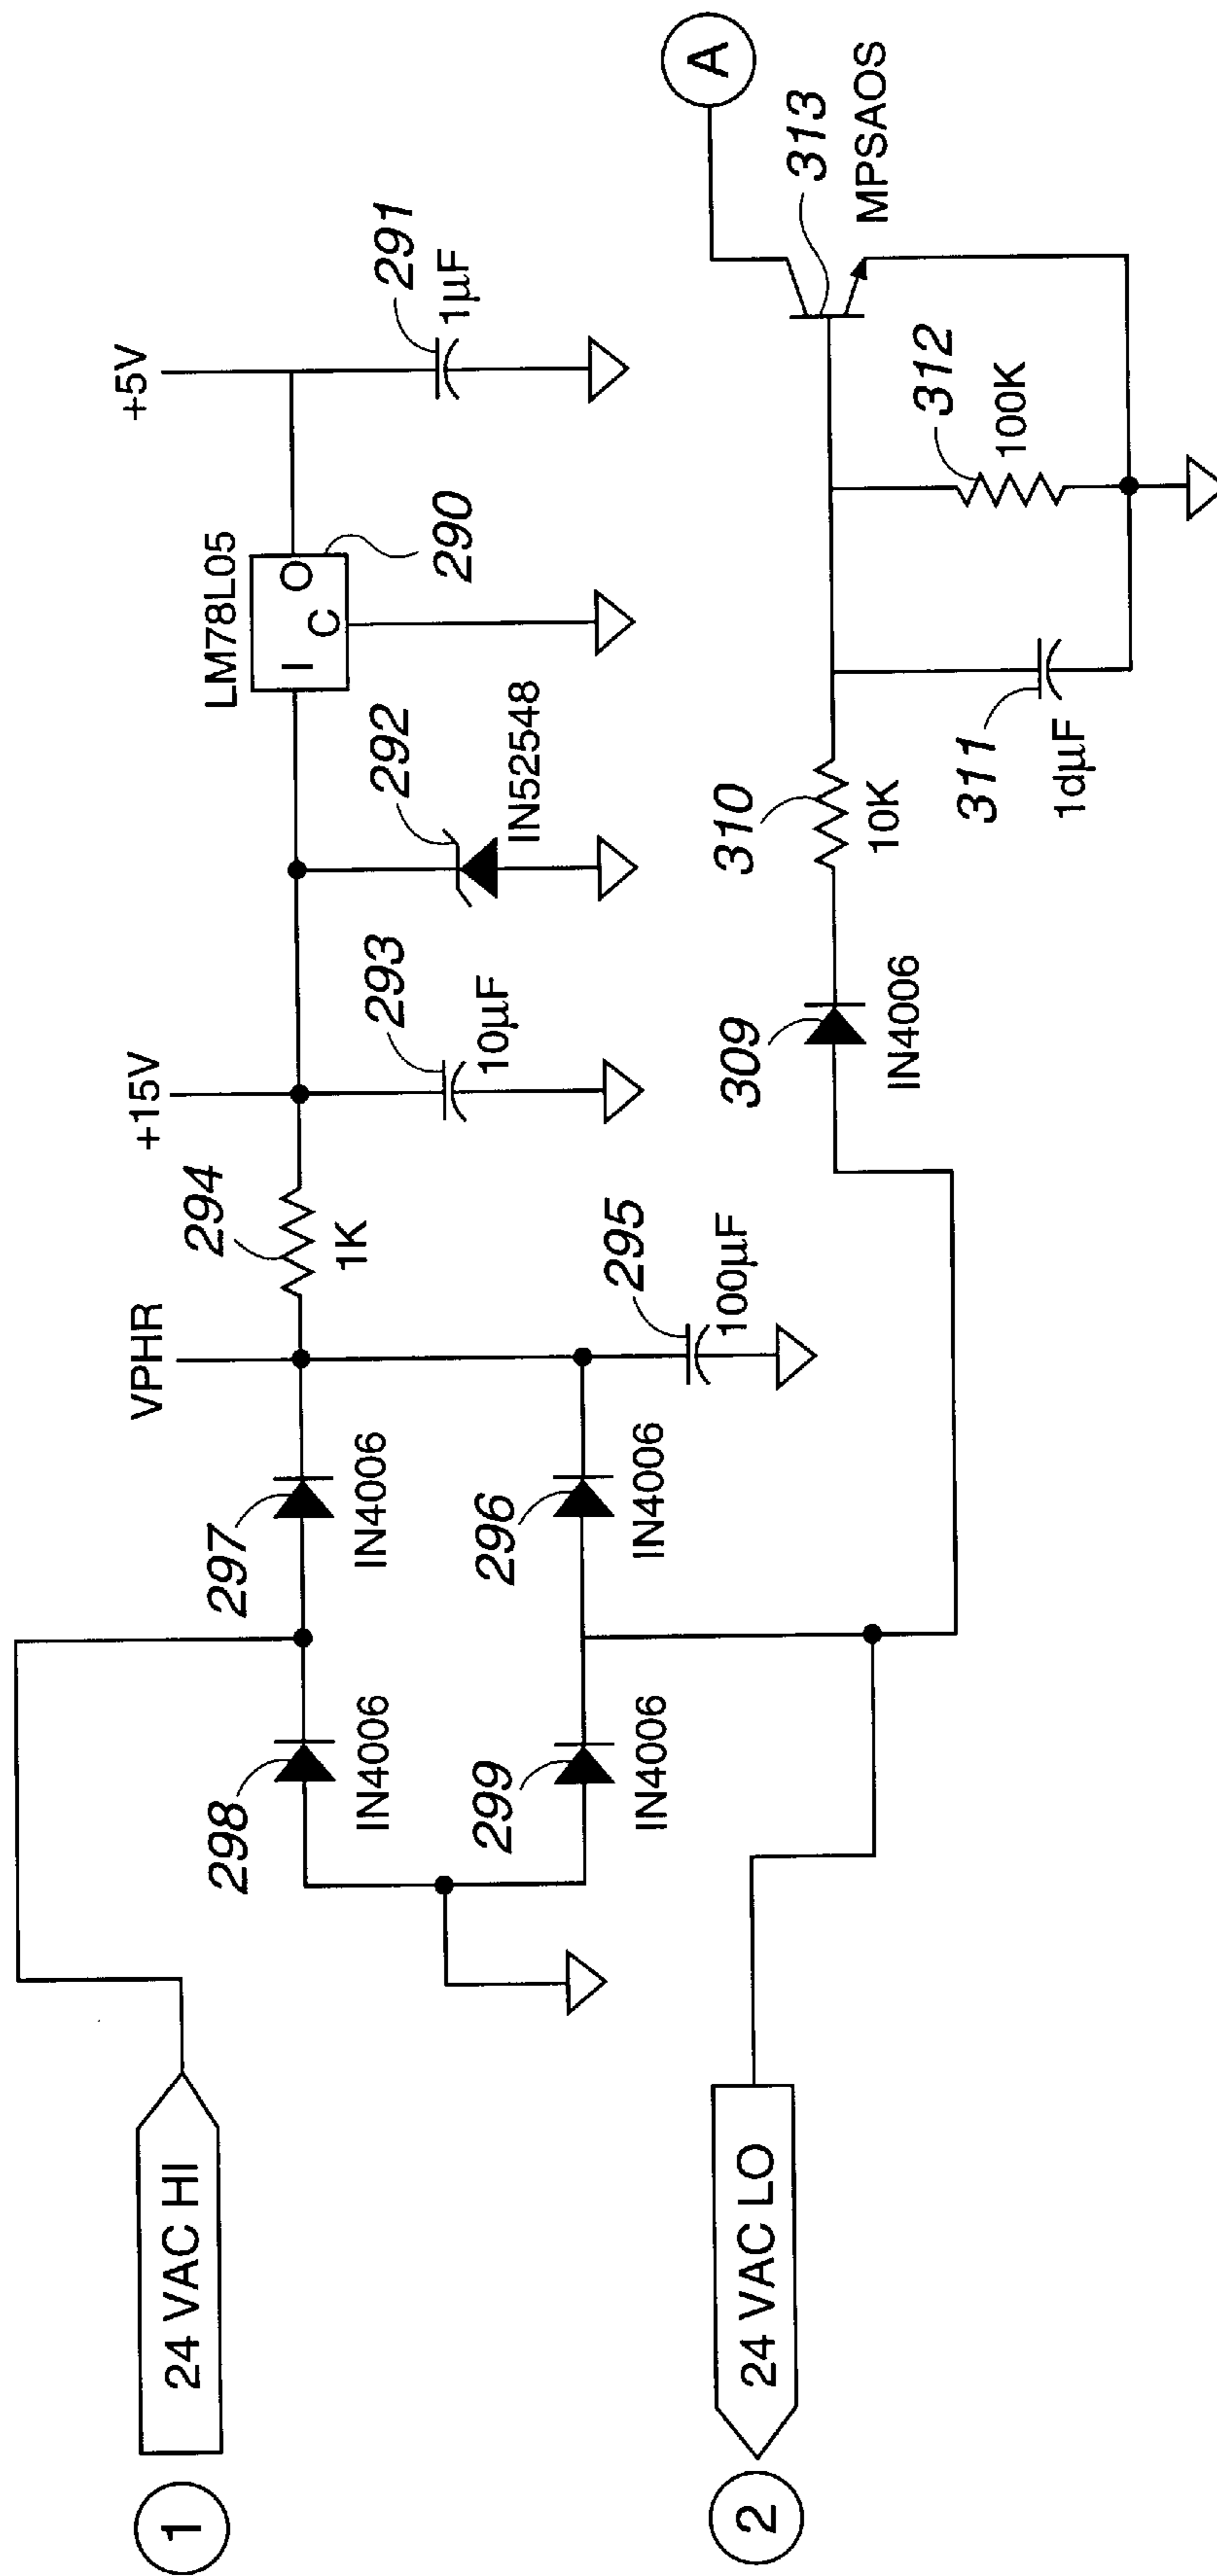 1
24 VAC HI
298
IN4006
297
IN4006
VPHR
294
1K
+15V
293
10µF
292
IN52548
LM78L05
I
O
C
290
+5V
291
1µF
299
IN4006
296
IN4006
295
100µF
2
24 VAC LO
309
IN4006
310
10K
311
1dµF
312
100K
313
MPSAOS
A